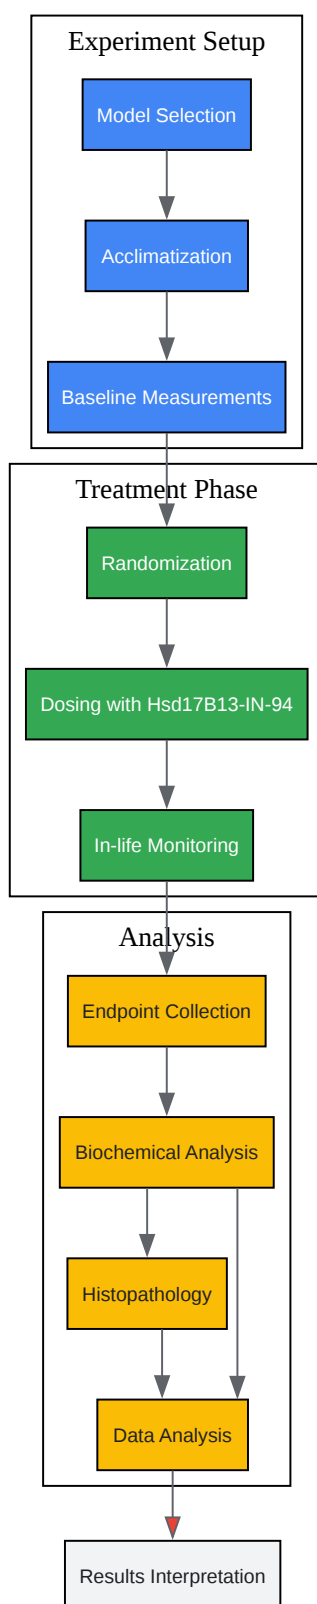 Experiment Setup
Model Selection
Acclimatization
Baseline Measurements
Treatment Phase
Randomization
Dosing with Hsd17B13-IN-94
In-life Monitoring
Analysis
Endpoint Collection
Biochemical Analysis
Histopathology
Data Analysis
Results Interpretation